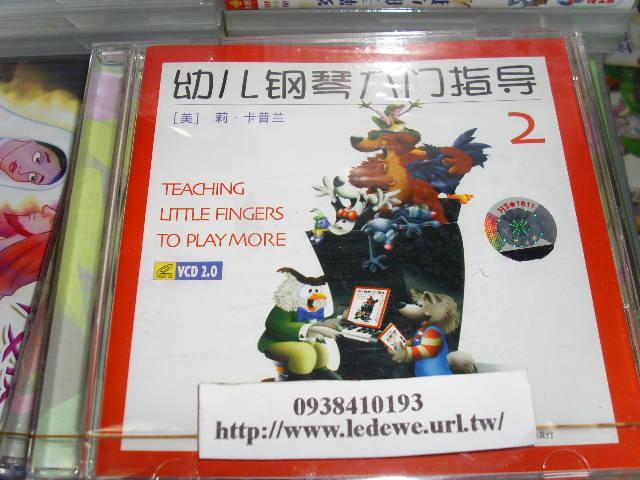 幼儿钢琴入门指导
[美] 莉·卡普兰
2
TEACHING
LITTLE FINGERS
TO PLAY MORE
VCD 2.0
0938410193
http://www.ledewe.url.tw/